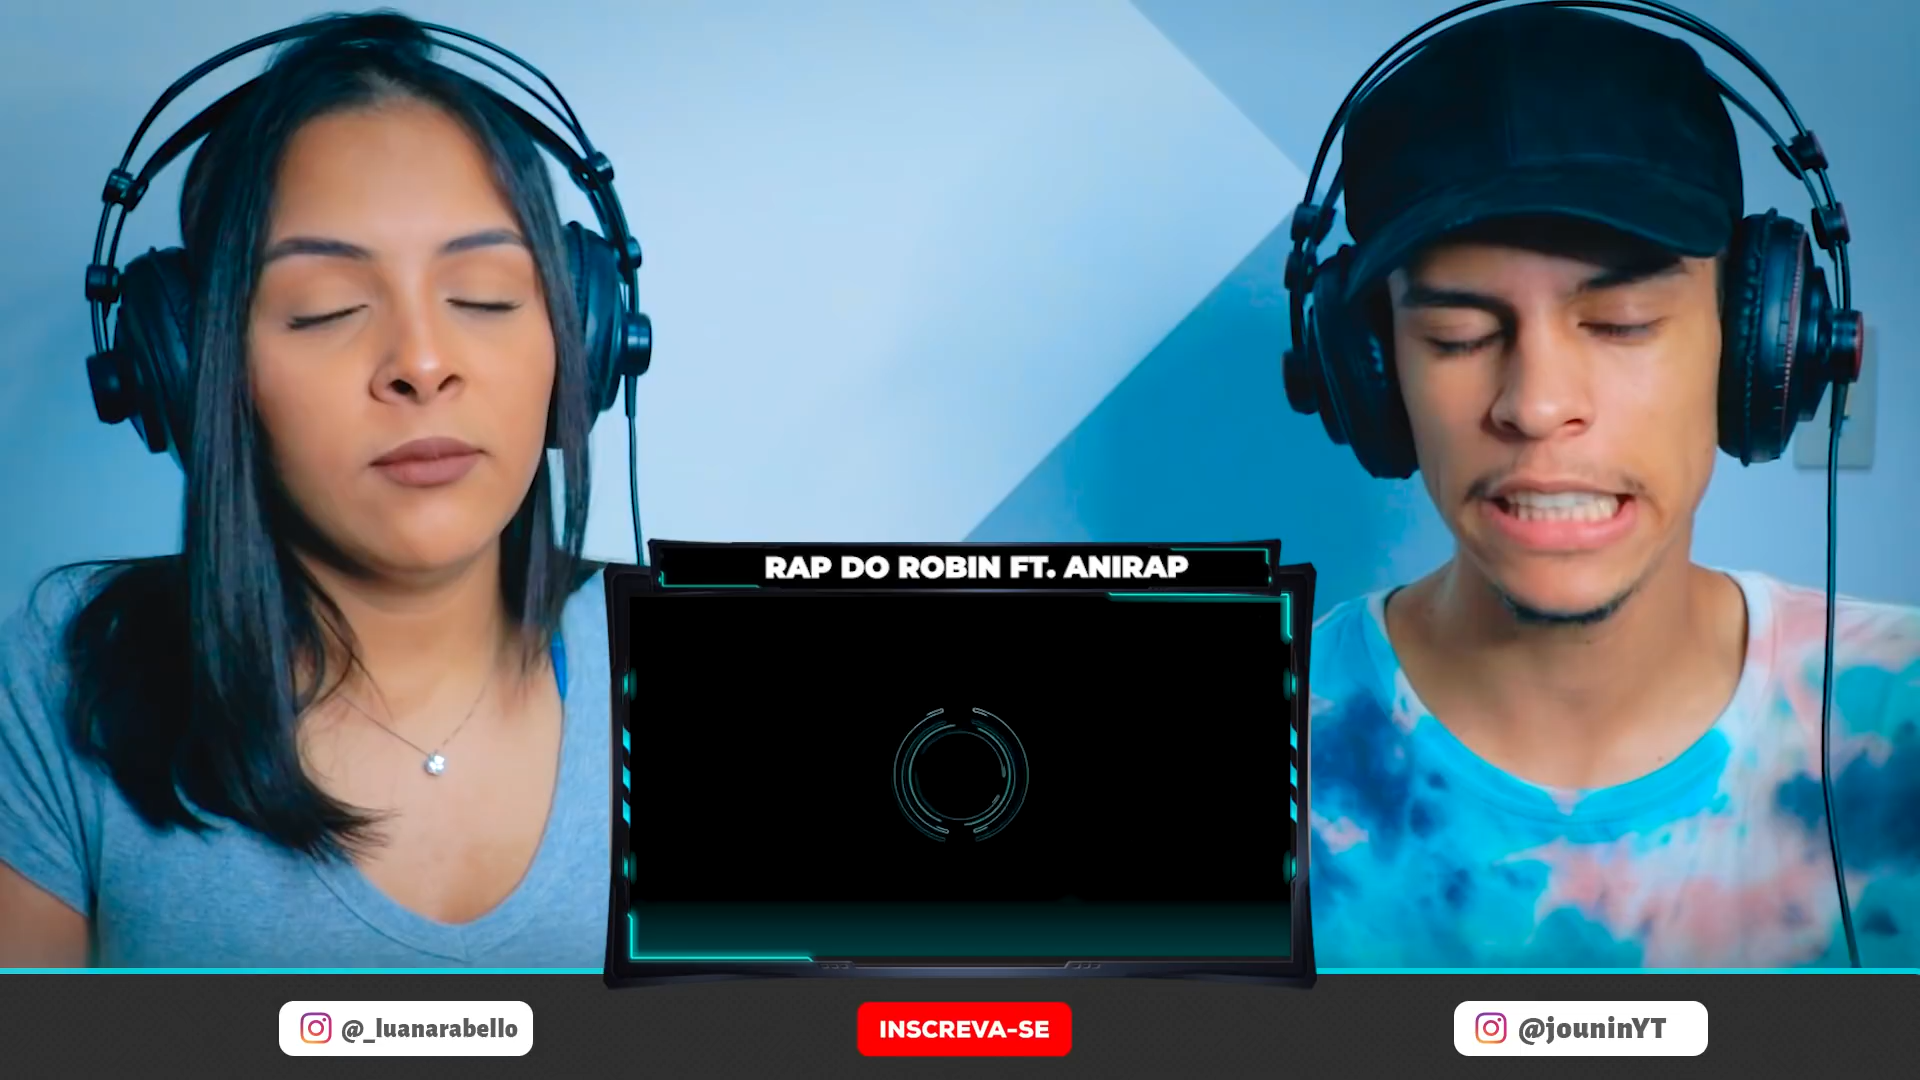 RAP DO ROBIN FT. ANIRAP
@_luanarabello
INSCREVA-SE
@jouninYT